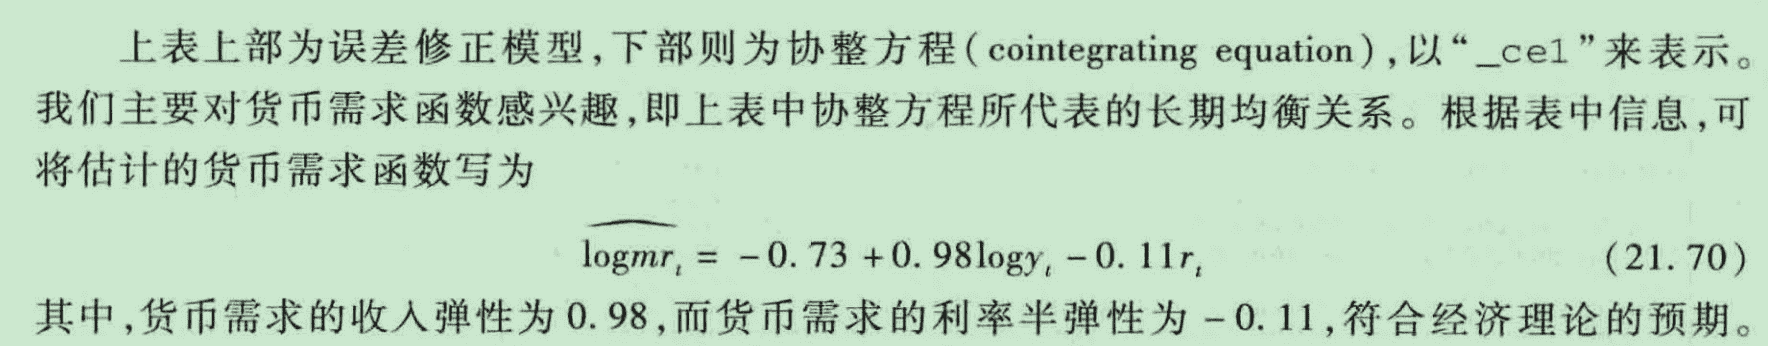 上表上部为误差修正模型,下部则为协整方程(cointegrating equation),以“_ce1”来表示。
我们主要对货币需求函数感兴趣,即上表中协整方程所代表的长期均衡关系。根据表中信息,可
将估计的货币需求函数写为
$\widehat{\log mr_t} = -0.73 + 0.98\log y_t - 0.11r_t$ (21.70)
其中,货币需求的收入弹性为 0.98,而货币需求的利率半弹性为 -0.11,符合经济理论的预期。